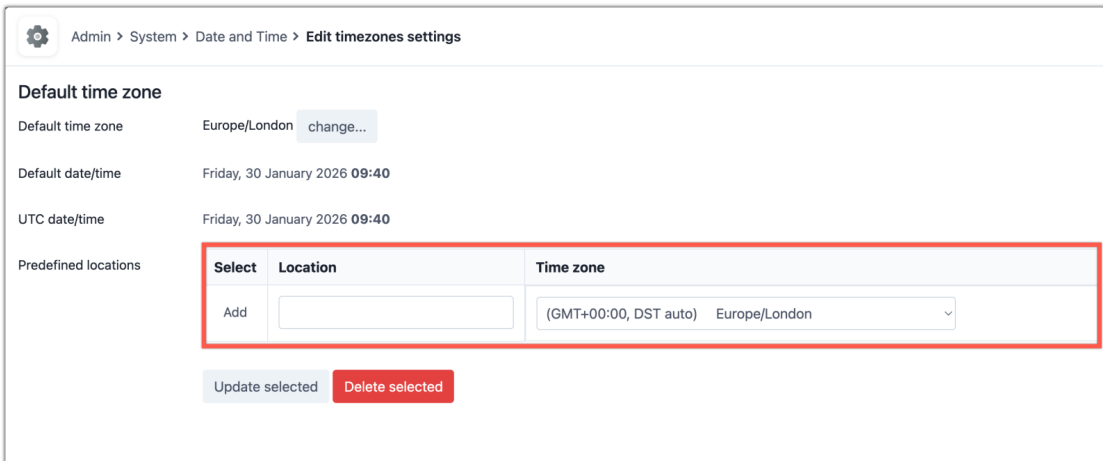 Admin > System > Date and Time > Edit timezones settings
Default time zone
Default time zone Europe/London change...
Default date/time Friday, 30 January 2026 09:40
UTC date/time Friday, 30 January 2026 09:40
Predefined locations Select Location Time zone
Add (GMT+00:00, DST auto) Europe/London
Update selected Delete selected